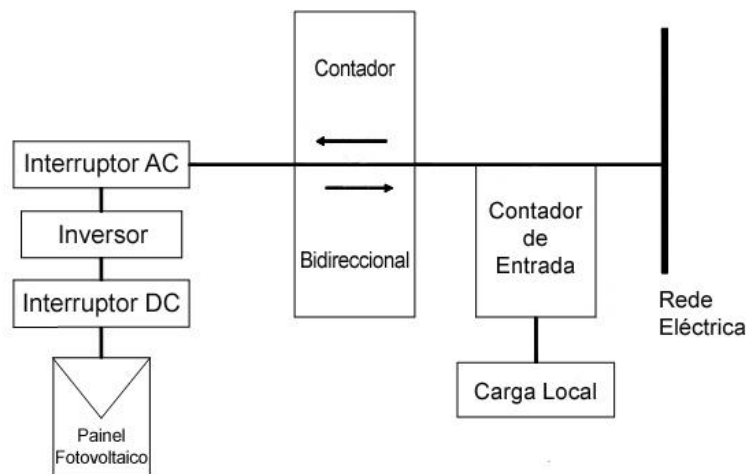 Contador
Bidireccional
Interruptor AC
Inversor
Interruptor DC
Painel
Fotovoltaico
Contador
de
Entrada
Carga Local
Rede
Eléctrica